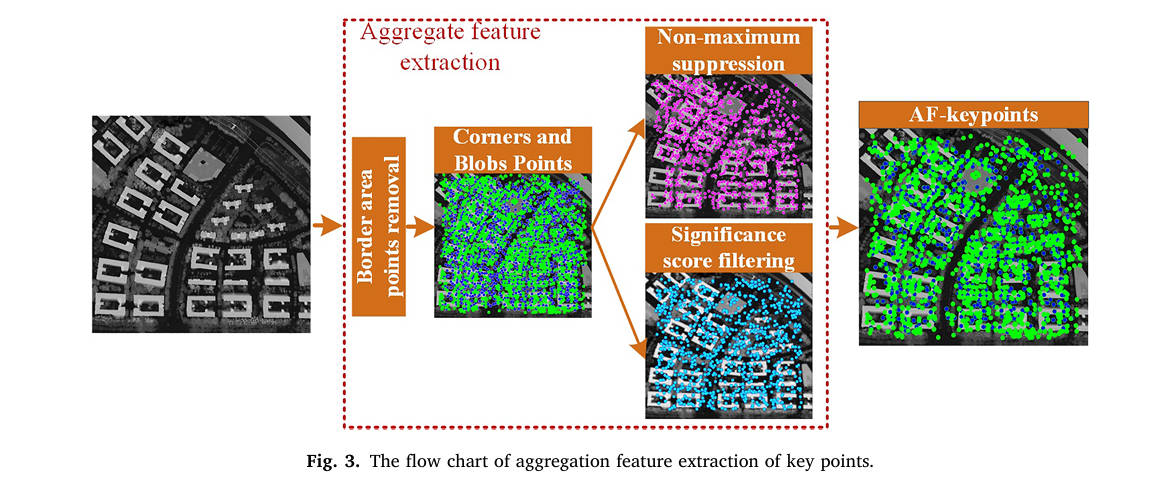 Aggregate feature
extraction
Border area
points removal
Corners and
Blobs Points
Non-maximum
suppression
Significance
score filtering
AF-keypoints
Fig. 3. The flow chart of aggregation feature extraction of key points.